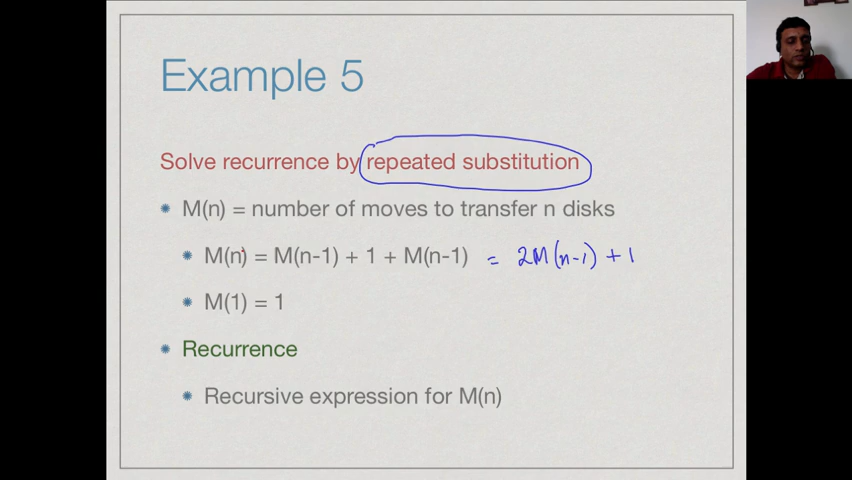 Example 5
Solve recurrence by repeated substitution
M(n) = number of moves to transfer n disks
M(n) = M(n-1) + 1 + M(n-1) = 2M(n-1) + 1
M(1) = 1
Recurrence
Recursive expression for M(n)